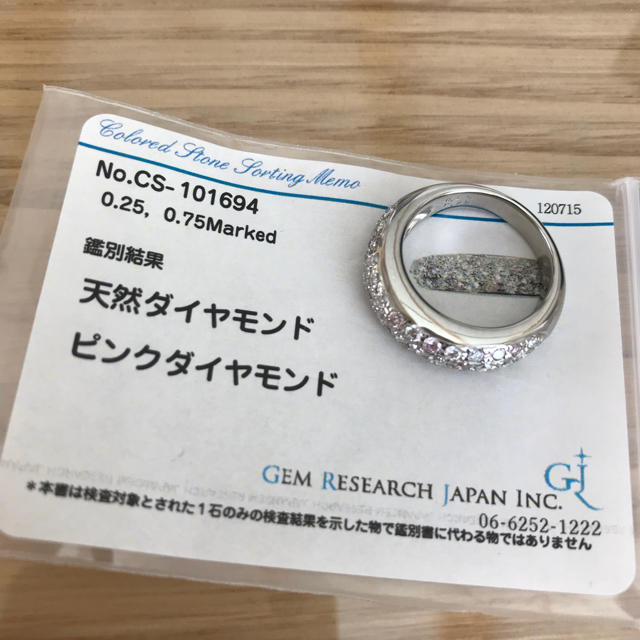 Colored Stone Sorting Memo
No.CS-101694
120715
0.25, 0.75Marked
鑑別結果
天然ダイヤモンド
ピンクダイヤモンド
GJ
GEM RESEARCH JAPAN INC.
06-6252-1222
*本書は検査対象とされた1石のみの検査結果を示した物で鑑別書に代わる物ではありません